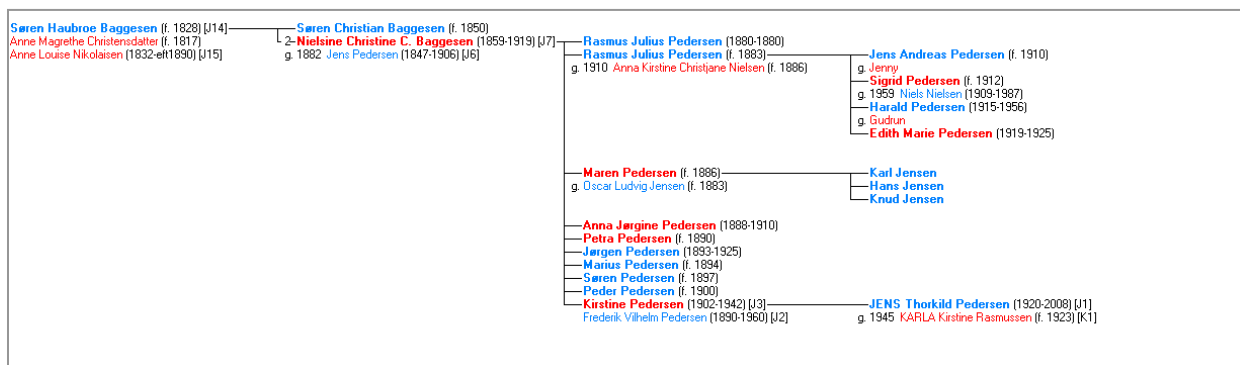 Søren Haubroe Baggesen (f. 1828) [J14]
Anne Magrethe Christensdatter (f. 1817)
Anne Louise Nikolaisen (1832-eft1890) [J15]
Søren Christian Baggesen (f. 1850)
2 Nielsine Christine C. Baggesen (1859-1919) [J7]
g. 1882 Jens Pedersen (1847-1906) [J6]
Rasmus Julius Pedersen (1880-1880)
Rasmus Julius Pedersen (f. 1883)
g. 1910 Anna Kirstine Christjane Nielsen (f. 1886)
Jens Andreas Pedersen (f. 1910)
g. Jenny
Sigrid Pedersen (f. 1912)
g. 1959 Niels Nielsen (1909-1987)
Harald Pedersen (1915-1956)
g. Gudrun
Edith Marie Pedersen (1919-1925)
Maren Pedersen (f. 1886)
g. Oscar Ludvig Jensen (f. 1883)
Karl Jensen
Hans Jensen
Knud Jensen
Anna Jørgine Pedersen (1888-1910)
Petra Pedersen (f. 1890)
Jørgen Pedersen (1893-1925)
Marius Pedersen (f. 1894)
Søren Pedersen (f. 1897)
Peder Pedersen (f. 1900)
Kirstine Pedersen (1902-1942) [J3]
Frederik Vilhelm Pedersen (1890-1960) [J2]
JENS Thorkild Pedersen (1920-2008) [J1]
g. 1945 KARLA Kirstine Rasmussen (f. 1923) [K1]